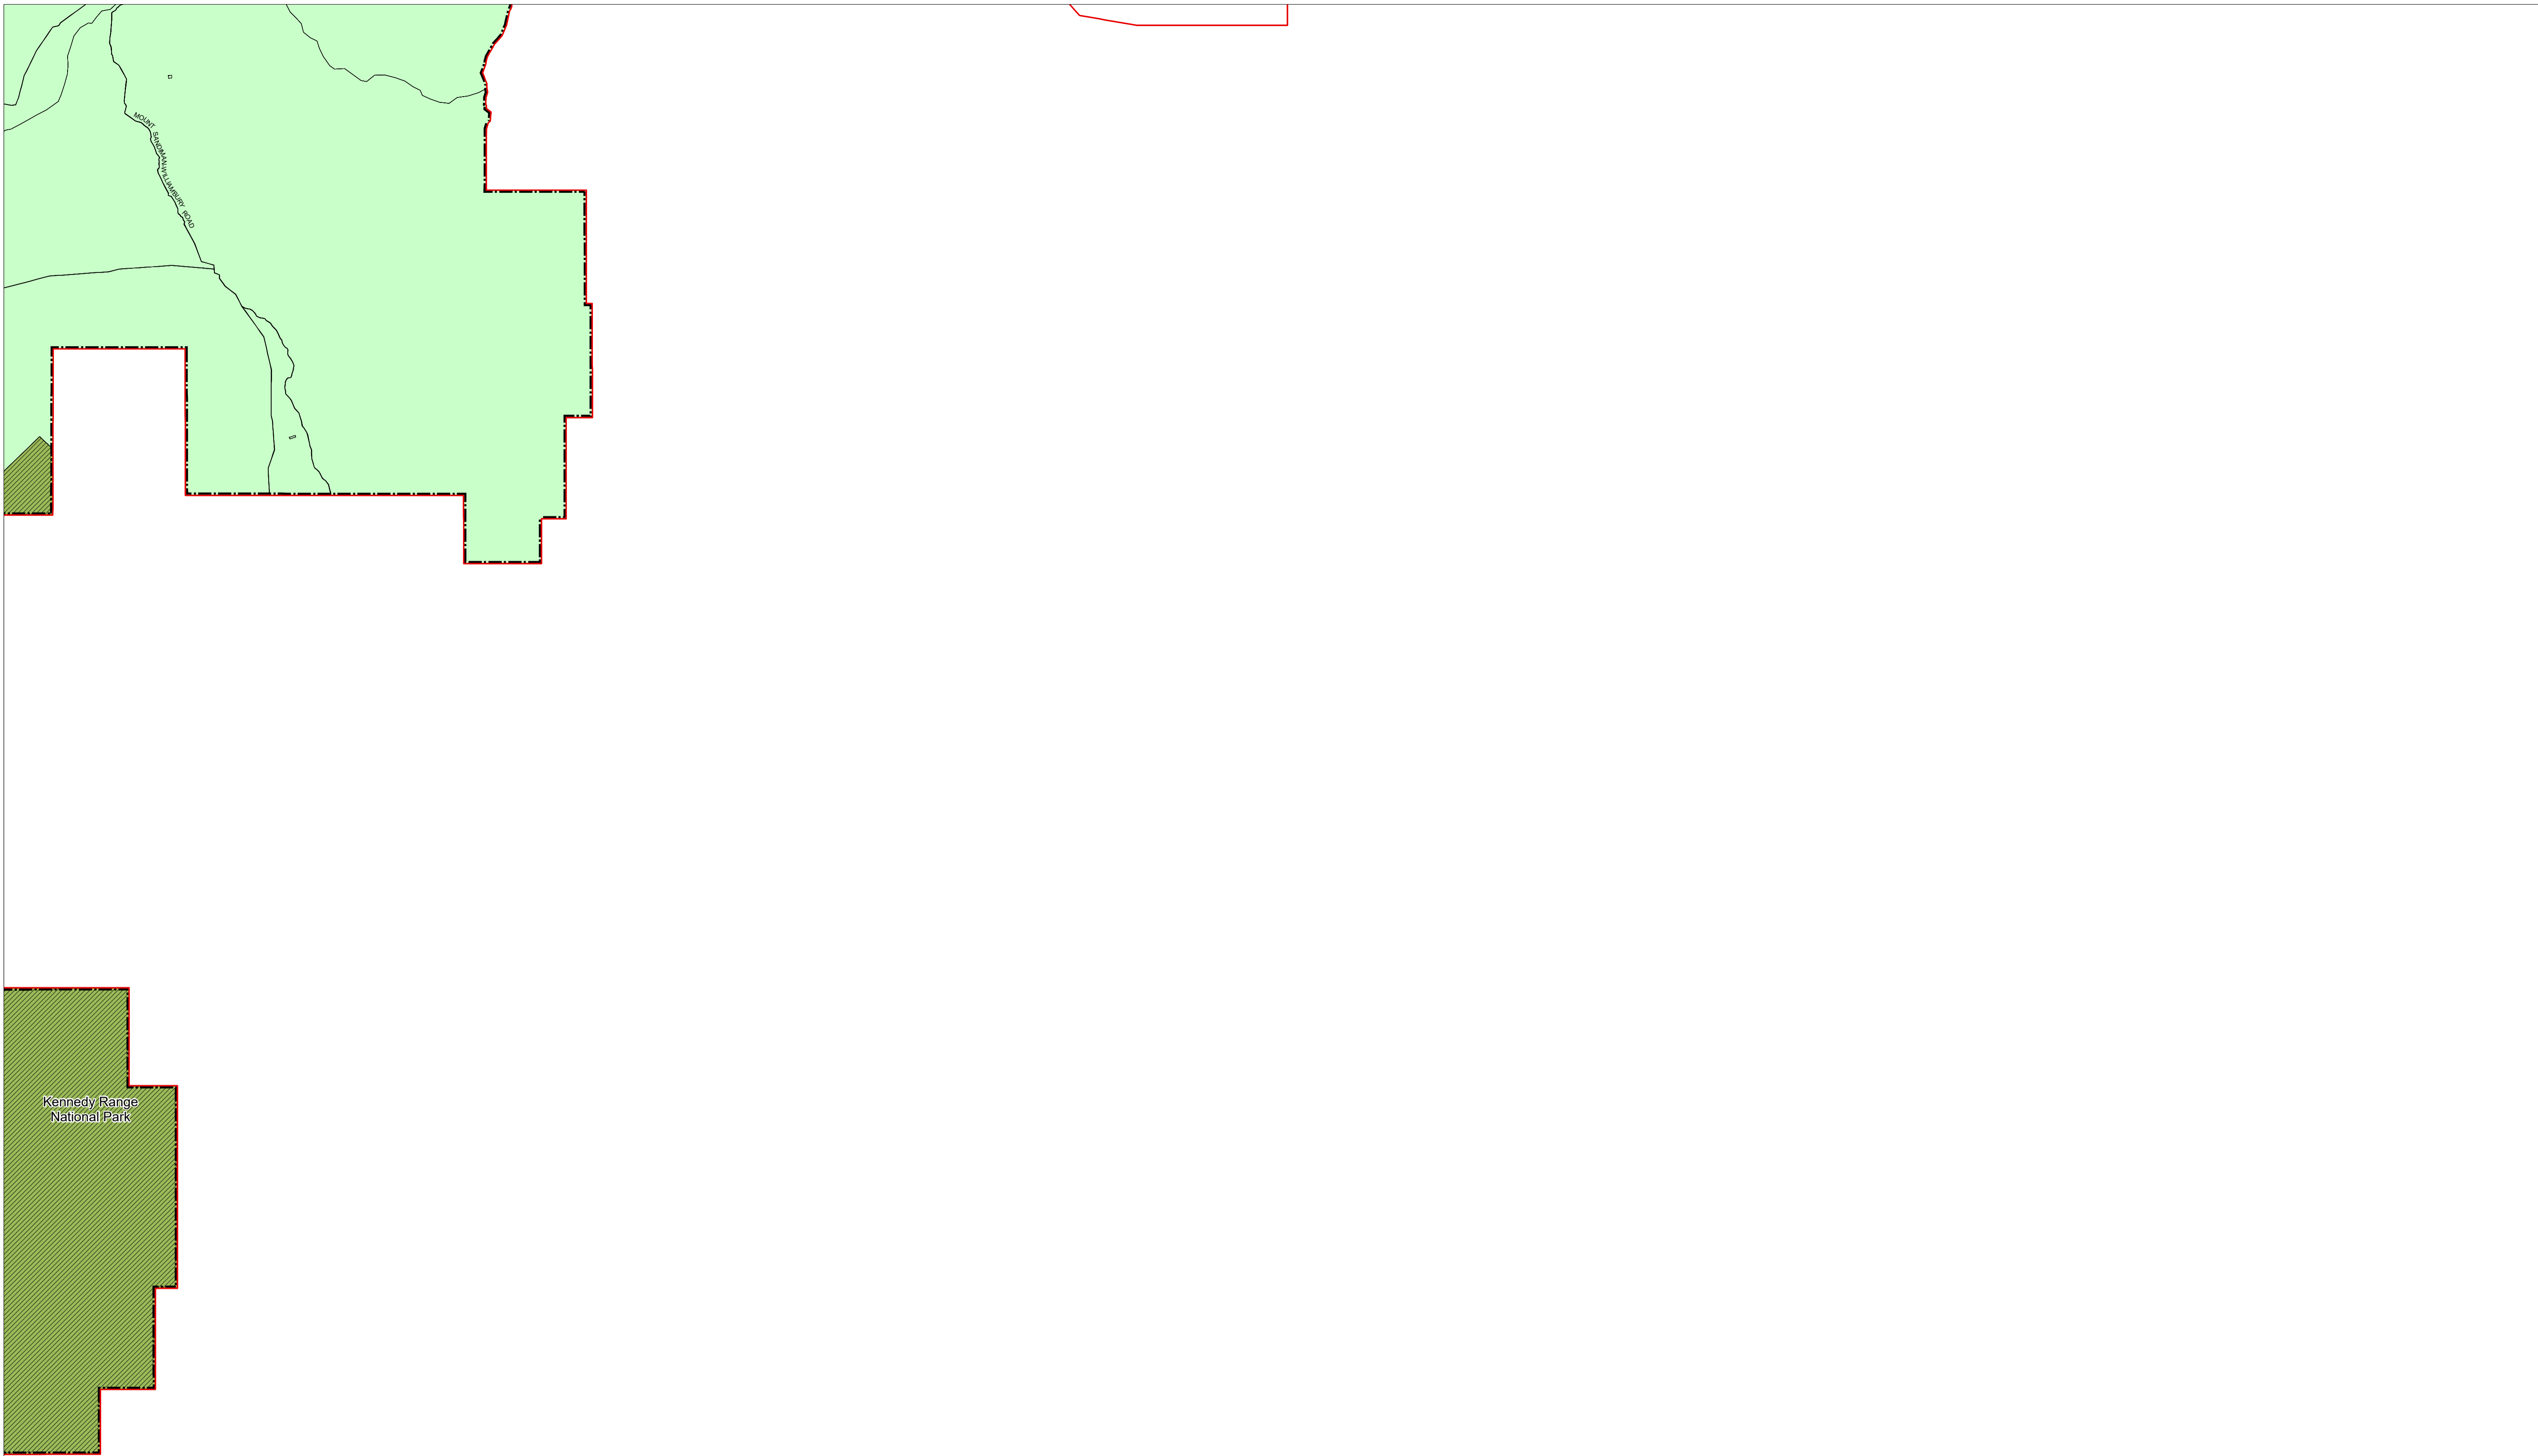 MOUNT SANDIMAN-WILLIAMBURY ROAD
Kennedy Range
National Park